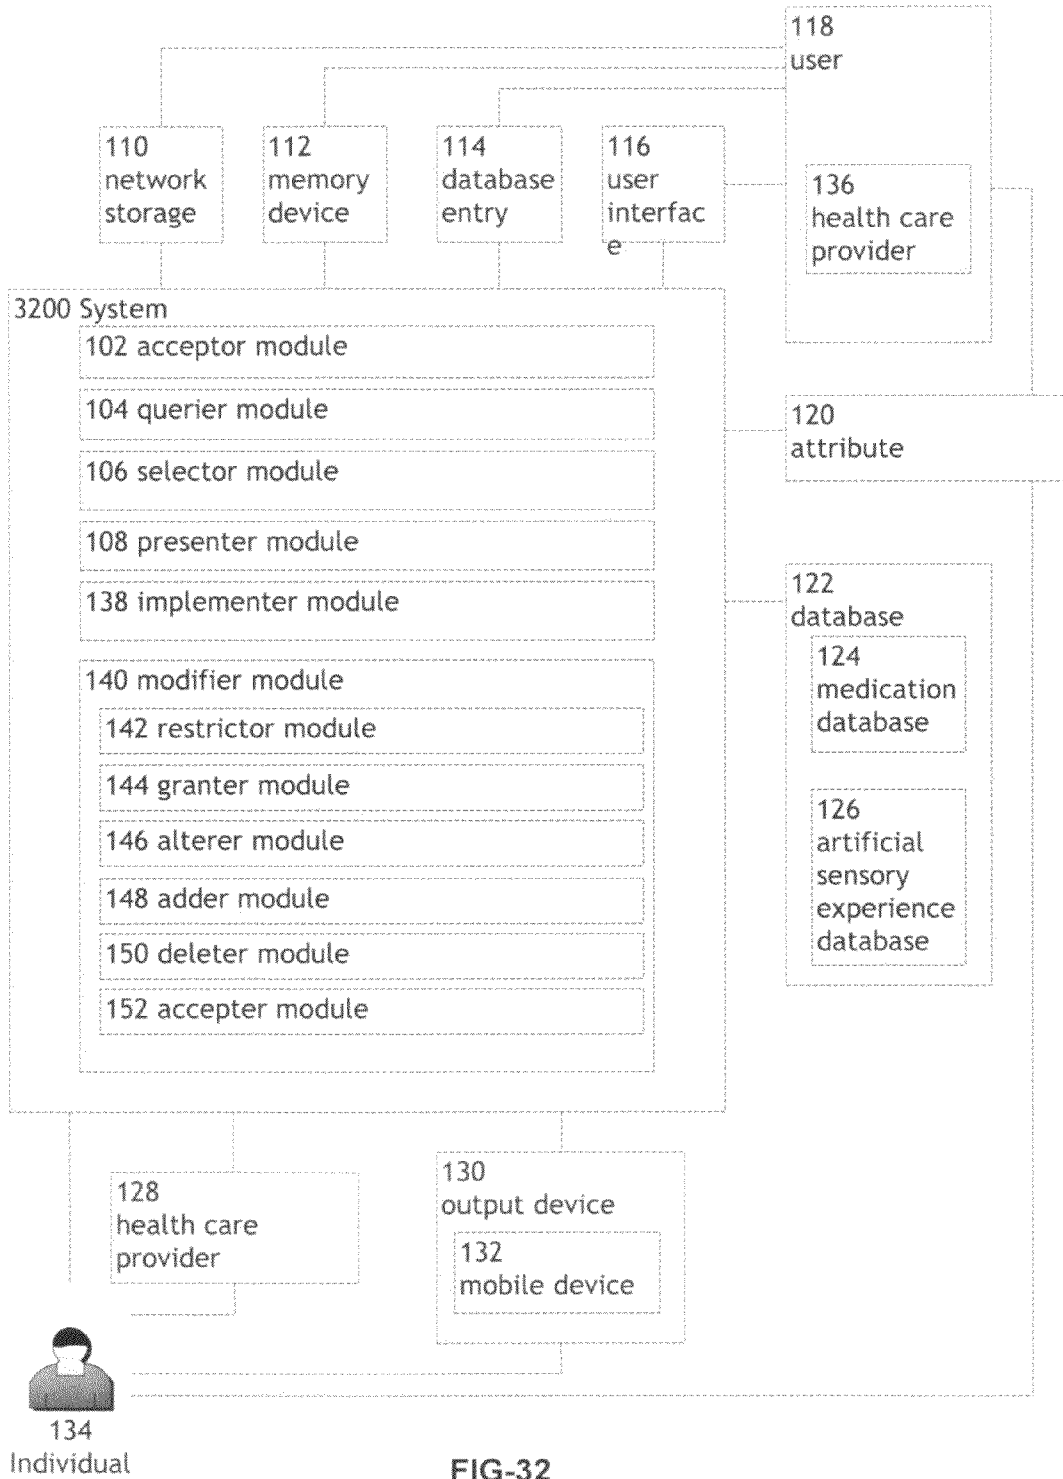 118
user
110
network
storage
112
memory
device
114
database
entry
116
user
interfac
e
136
health care
provider
3200 System
102 acceptor module
104 querier module
106 selector module
108 presenter module
138 implementer module
140 modifier module
142 restrictor module
144 granter module
146 alterer module
148 adder module
150 deleter module
152 accepter module
120
attribute
122
database
124
medication
database
126
artificial
sensory
experience
database
128
health care
provider
130
output device
132
mobile device
134
Individual
FIG-32